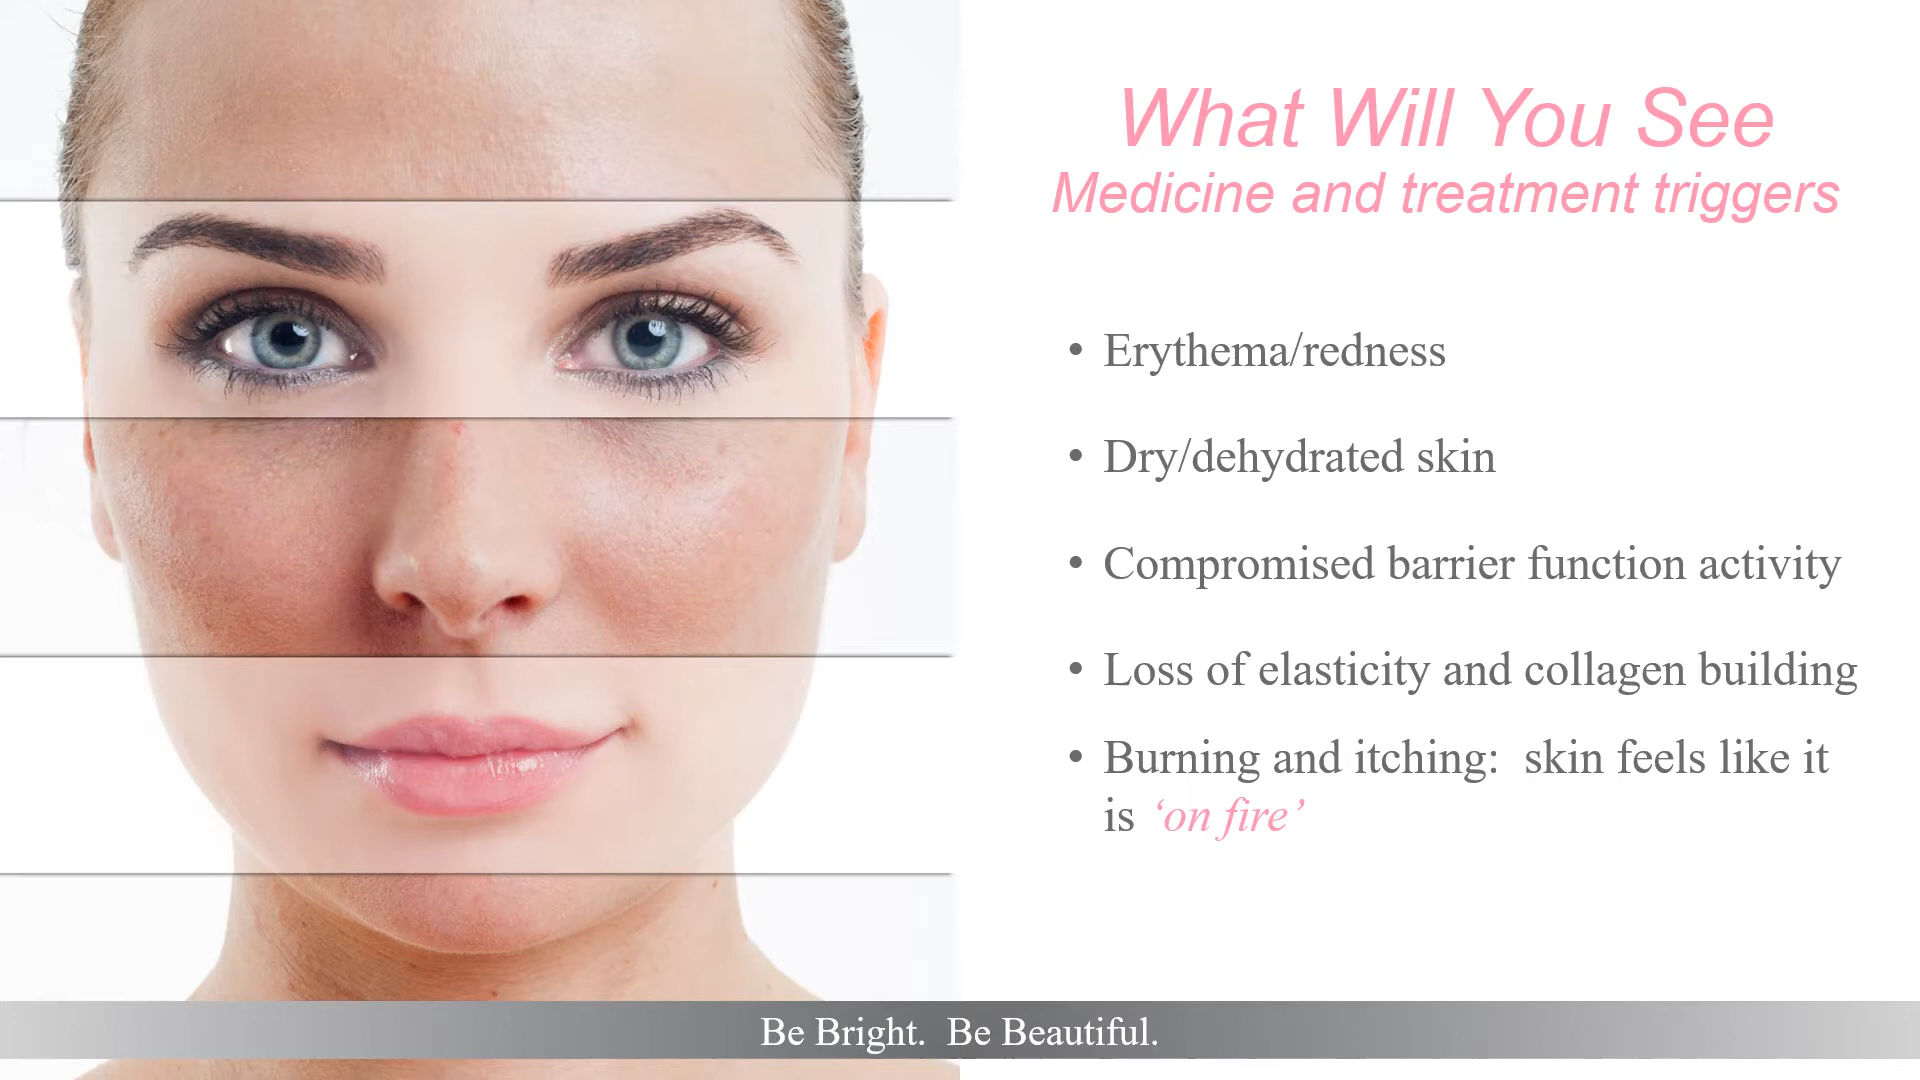 What Will You See
Medicine and treatment triggers
• Erythema/redness
• Dry/dehydrated skin
• Compromised barrier function activity
• Loss of elasticity and collagen building
• Burning and itching:  skin feels like it
is ‘on fire’
Be Bright.  Be Beautiful.